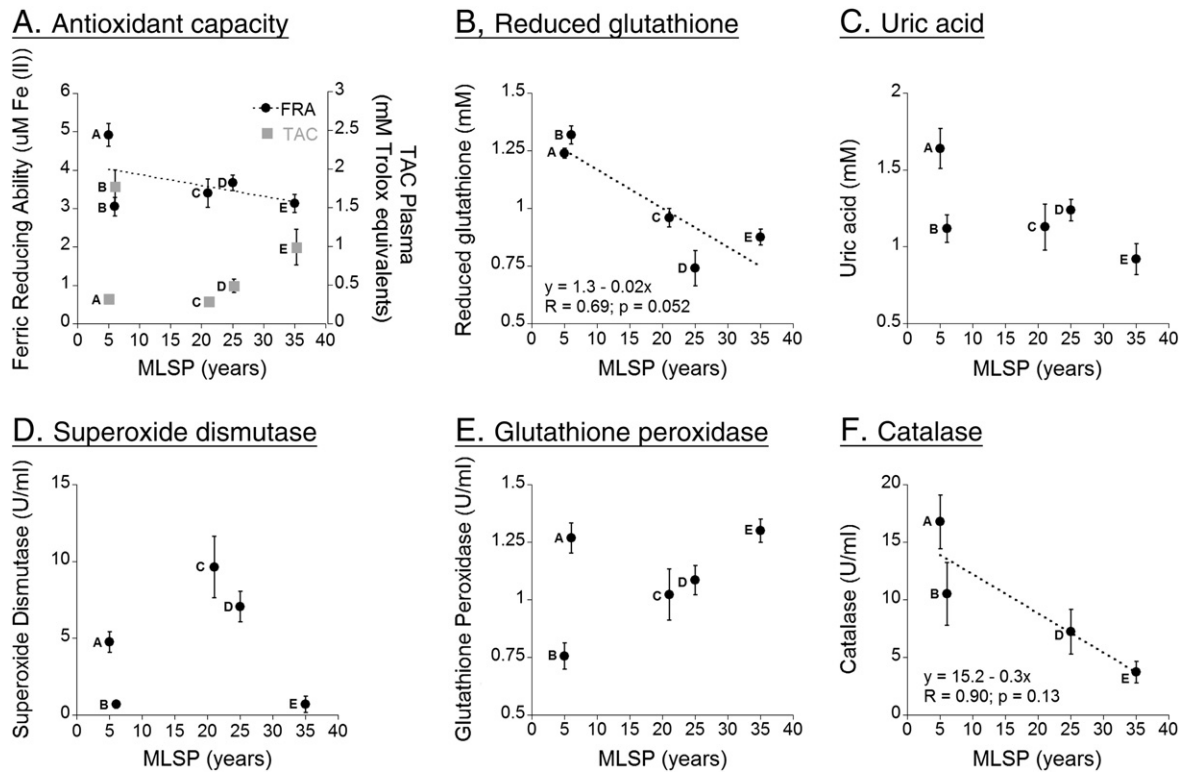 A. Antioxidant capacity
Ferric Reducing Ability (uM Fe (II))
6
5
4
3
2
1
0
3
2.5
2
1.5
1
0.5
0
TAC Plasma
(mM Trolox equivalents)
FRA
TAC
A
B
B
C
D
E
E
A
C
D
0 5 10 15 20 25 30 35 40
MLSP (years)
B, Reduced glutathione
Reduced glutathione (mM)
1.5
1.25
1
0.75
0.5
B
A
C
D
E
y = 1.3 - 0.02x
R = 0.69; p = 0.052
0 5 10 15 20 25 30 35 40
MLSP (years)
C. Uric acid
Uric acid (mM)
2
1.5
1
0.5
A
B
C
D
E
0 5 10 15 20 25 30 35 40
MLSP (years)
D. Superoxide dismutase
Superoxide Dismutase (U/ml)
15
10
5
0
A
B
C
D
E
0 5 10 15 20 25 30 35 40
MLSP (years)
E. Glutathione peroxidase
Glutathione Peroxidase (U/ml)
1.5
1.25
1
0.75
0.5
A
B
C
D
E
0 5 10 15 20 25 30 35 40
MLSP (years)
F. Catalase
Catalase (U/ml)
20
15
10
5
0
A
B
D
E
y = 15.2 - 0.3x
R = 0.90; p = 0.13
0 5 10 15 20 25 30 35 40
MLSP (years)